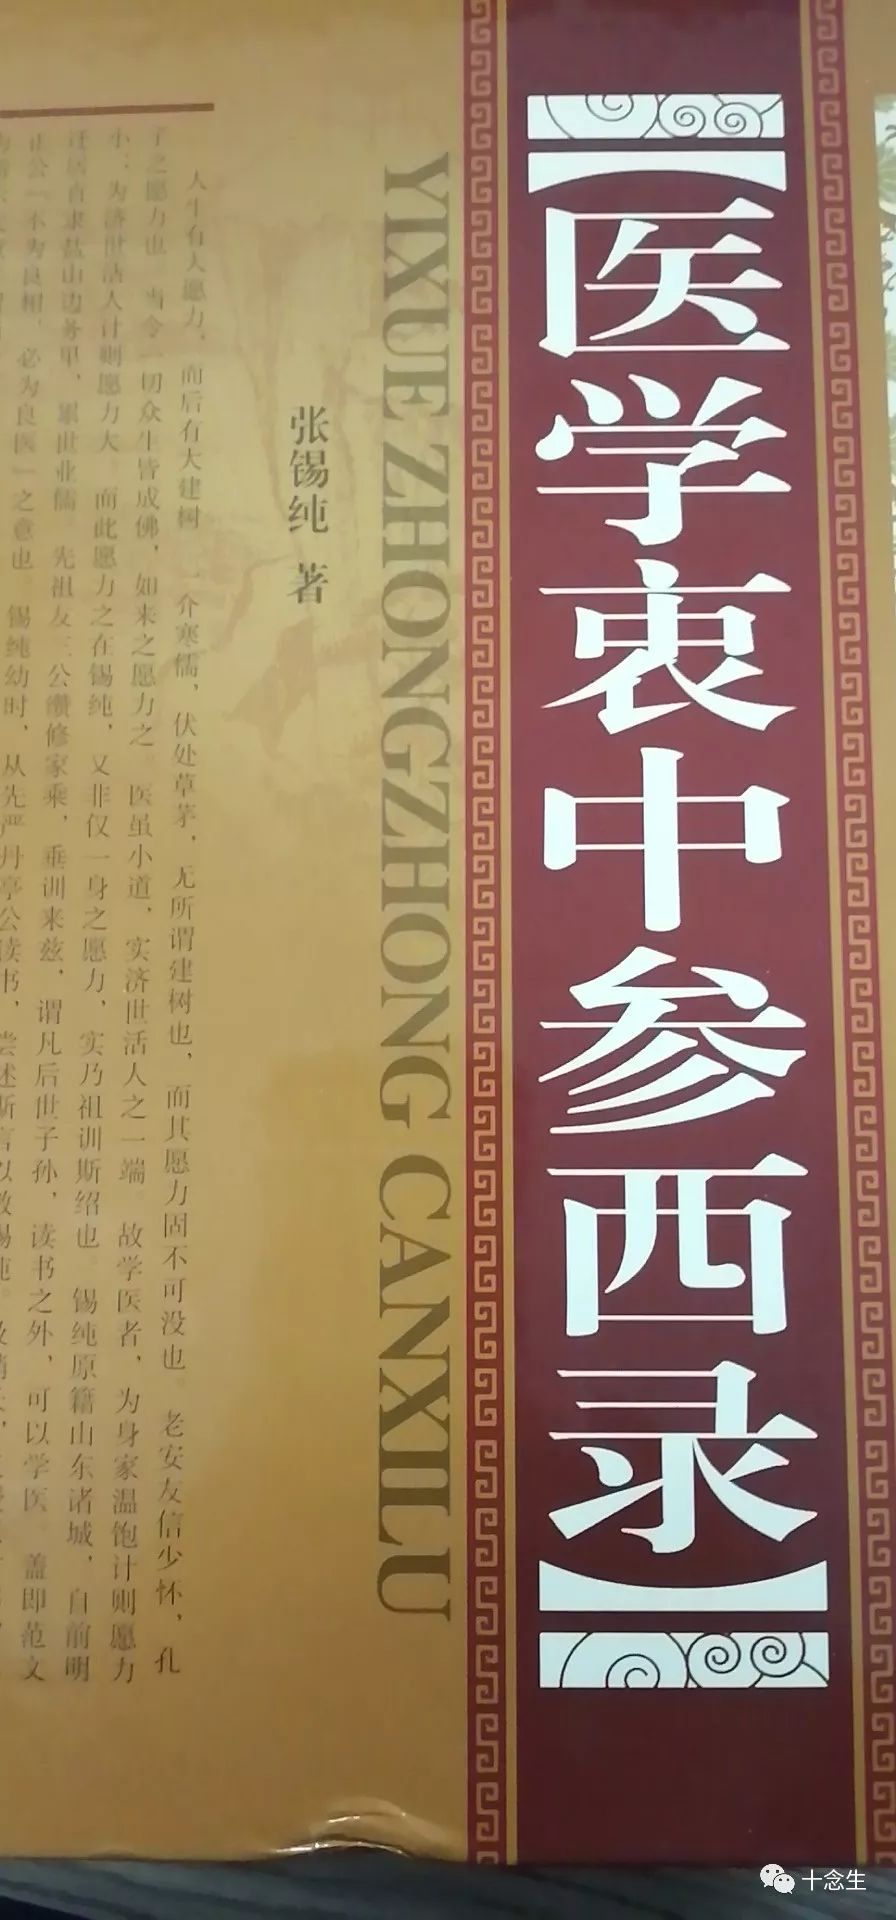 【医学衷中参西录】
YIXUE ZHONGZHONG CANXILU
张锡纯 著
人生有大愿力，而后有大建树
一介寒儒，伏处草茅，无所谓建树也，而其愿力固不可没也。老安友信少怀，孔
子之愿力也
当令一切众生皆成佛，如来之愿力之
医虽小道，实济世活人之一端。故学医者，为身家温饱计则愿力
小；为济世活人计则愿力大
而此愿力之在锡纯，又非仅一身之愿力，实乃祖训斯绍也。锡纯原籍山东诸城，自前明
迁居直隶盐山边务里，累世业儒
先祖友三公缵修家乘，垂训来兹，谓凡后世子孙，读书之外，可以学医。盖即范文
正公“不为良相，必为良医”之意也
锡纯幼时，从先严丹亭公读书，
十念生